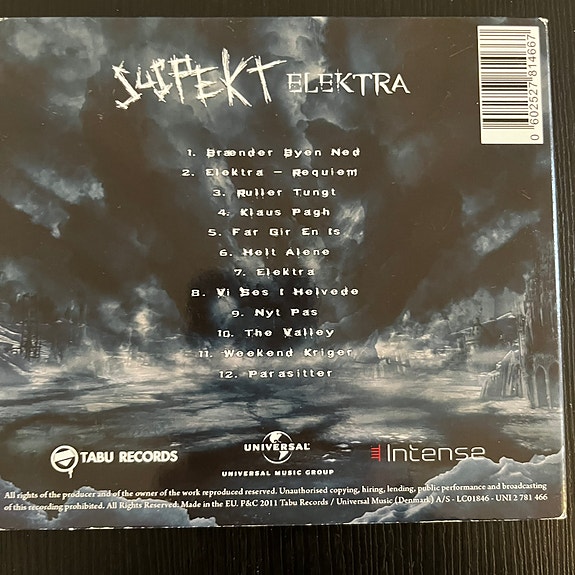 SUSPEKT ELEKTRA
0 602527 814667
1. Brænder Byen Ned
2. Elektra – Requiem
3. Ruller Tungt
4. Klaus Pagh
5. Far Gir En Is
6. Helt Alene
7. Elektra
8. Vi Ses I Helvede
9. Nyt Pas
10. The Valley
11. Weekend Kriger
12. Parasitter
TABU RECORDS
UNIVERSAL
UNIVERSAL MUSIC GROUP
Intense
All rights of the producer and of the owner of the work reproduced reserved. Unauthorised copying, hiring, lending, public performance and broadcasting
of this recording prohibited. All Rights Reserved. Made in the EU. P&C 2011 Tabu Records / Universal Music (Denmark) A/S - LC01846 - UNI 2 781 466